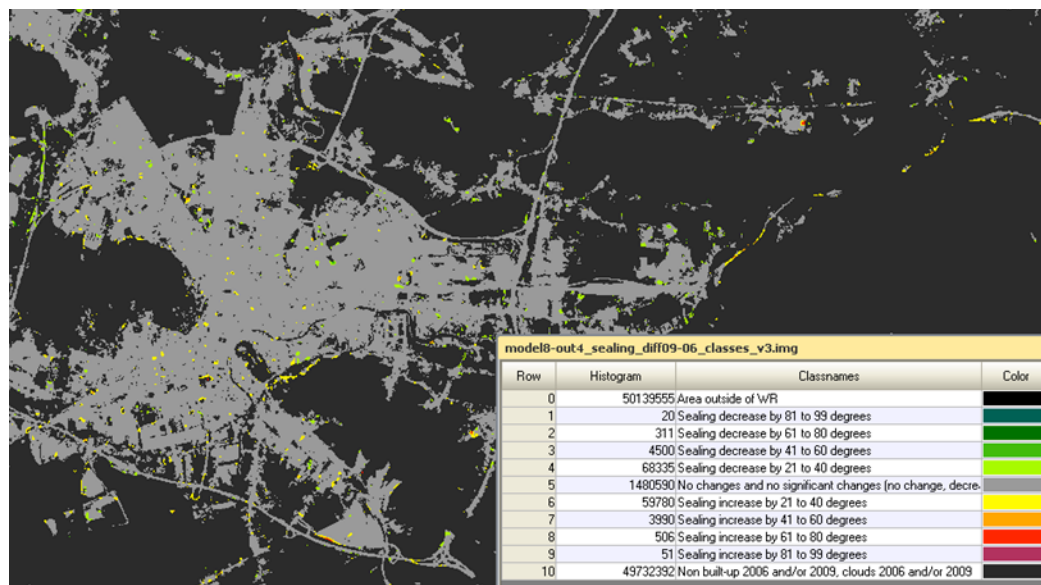 model8-out4_sealing_diff09-06_classes_v3.img
Row Histogram Classnames Color
0 50139555 Area outside of WR
1 20 Sealing decrease by 81 to 99 degrees
2 311 Sealing decrease by 61 to 80 degrees
3 4500 Sealing decrease by 41 to 60 degrees
4 68335 Sealing decrease by 21 to 40 degrees
5 1480590 No changes and no significant changes (no change, decre
6 59780 Sealing increase by 21 to 40 degrees
7 3990 Sealing increase by 41 to 60 degrees
8 506 Sealing increase by 61 to 80 degrees
9 51 Sealing increase by 81 to 99 degrees
10 49732392 Non built-up 2006 and/or 2009, clouds 2006 and/or 2009